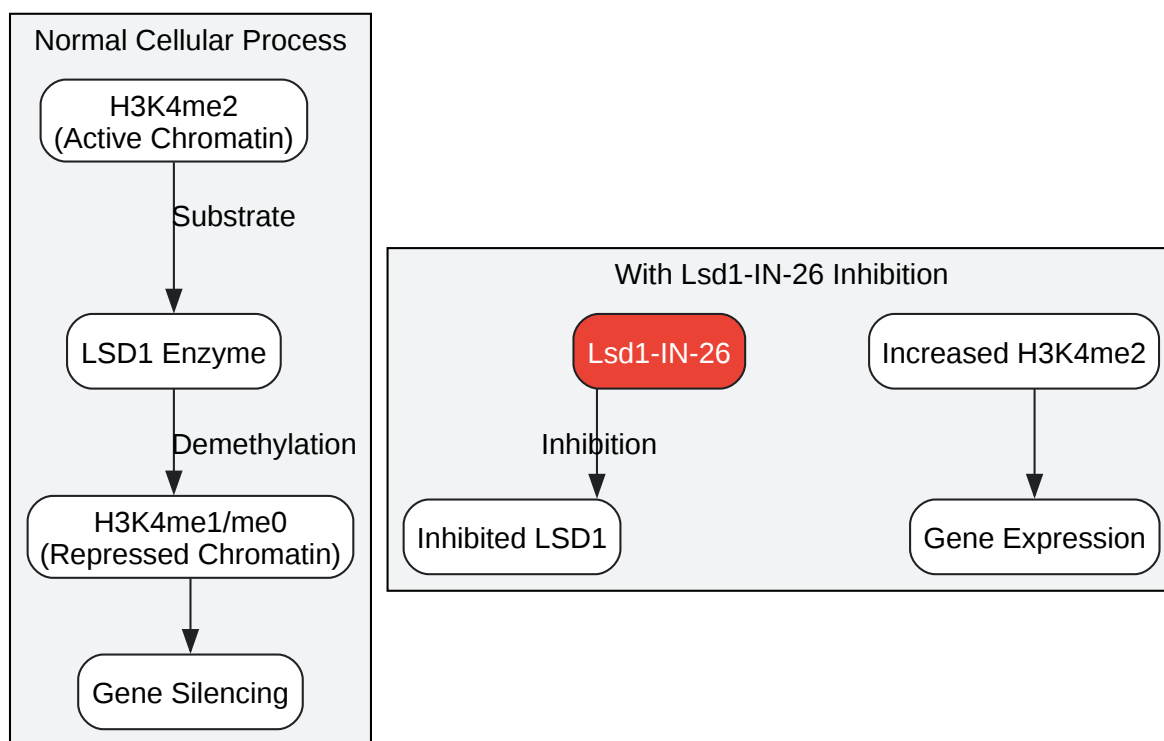 Normal Cellular Process
H3K4me2
(Active Chromatin)
Substrate
LSD1 Enzyme
Demethylation
H3K4me1/me0
(Repressed Chromatin)
Gene Silencing
With Lsd1-IN-26 Inhibition
Lsd1-IN-26
Increased H3K4me2
Inhibition
Inhibited LSD1
Gene Expression